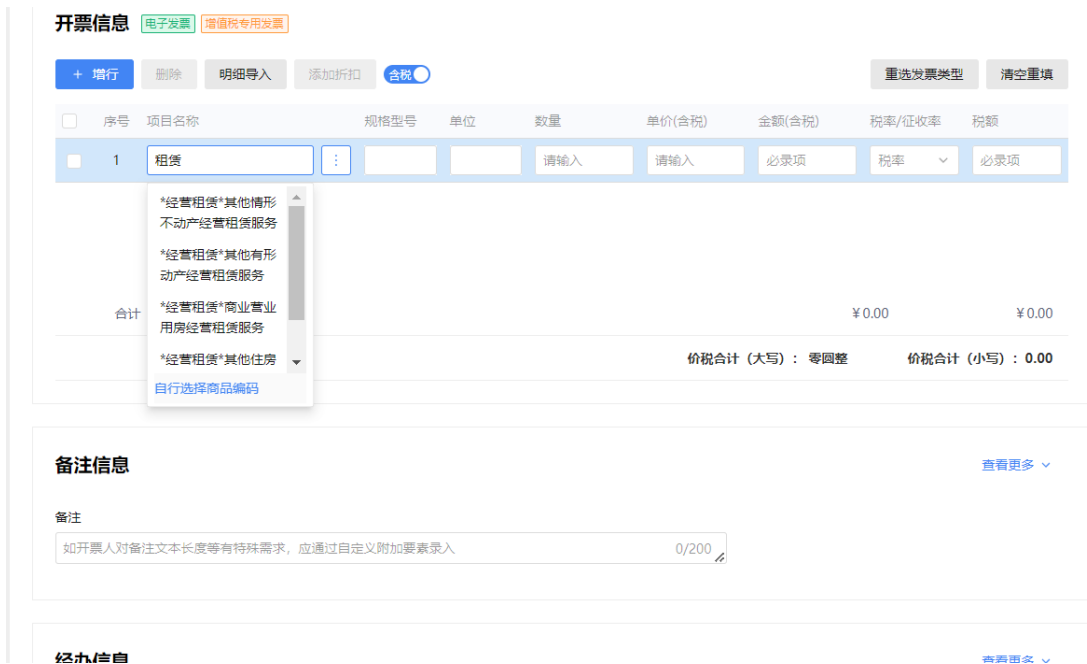 开票信息 电子发票 增值税专用发票
+ 增行 删除 明细导入 添加折扣 含税 重选发票类型 清空重填
序号 项目名称 规格型号 单位 数量 单价(含税) 金额(含税) 税率/征收率 税额
1 租赁 请输入 请输入 必录项 税率 必录项
*经营租赁*其他情形
不动产经营租赁服务
*经营租赁*其他有形
动产经营租赁服务
*经营租赁*商业营业
用房经营租赁服务
*经营租赁*其他住房
自行选择商品编码
合计 ¥0.00 ¥0.00
价税合计（大写）: 零圆整 价税合计（小写）: 0.00
备注信息 查看更多
备注
如开票人对备注文本长度等有特殊需求，应通过自定义附加要素录入 0/200
经办信息 查看更多